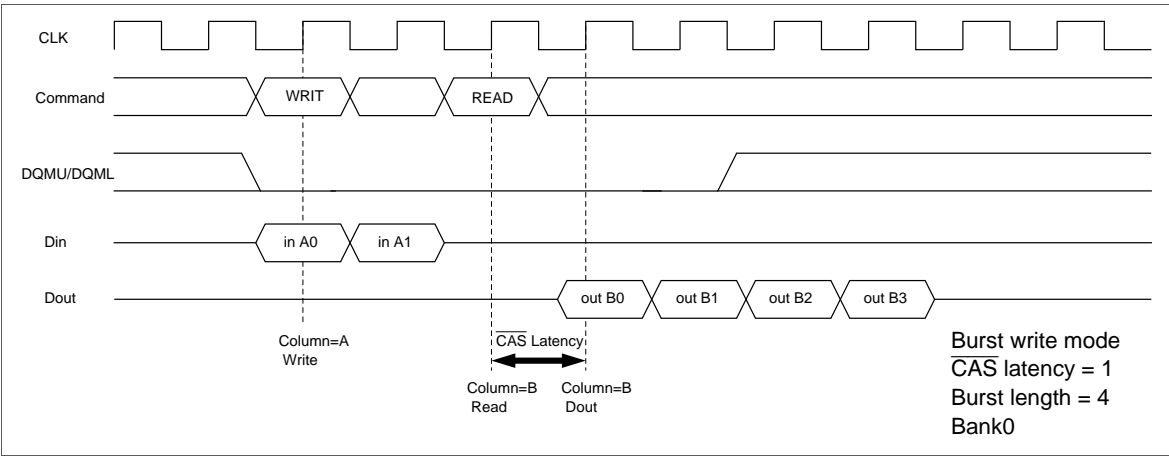 CLK
Command
WRIT
READ
DQMU/DQML
Din
in A0
in A1
Dout
out B0
out B1
out B2
out B3
Column=A
Write
CAS Latency
Column=B
Read
Column=B
Dout
Burst write mode
CAS latency = 1
Burst length = 4
Bank0